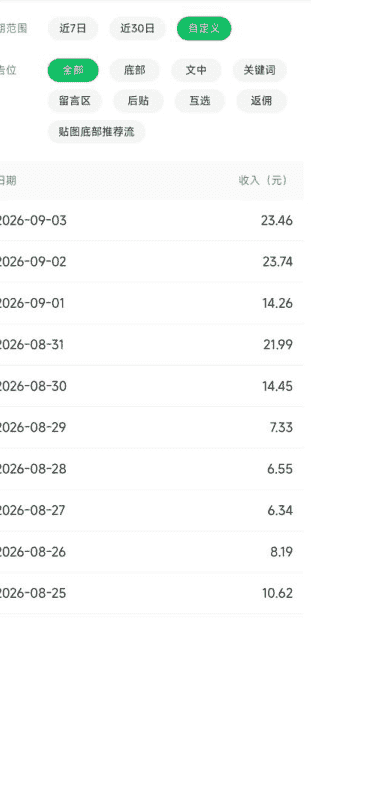 期范围 近7日 近30日 自定义
告位 全部 底部 文中 关键词
留言区 后贴 互选 返佣
贴图底部推荐流
日期 收入（元）
2026-09-03 23.46
2026-09-02 23.74
2026-09-01 14.26
2026-08-31 21.99
2026-08-30 14.45
2026-08-29 7.33
2026-08-28 6.55
2026-08-27 6.34
2026-08-26 8.19
2026-08-25 10.62